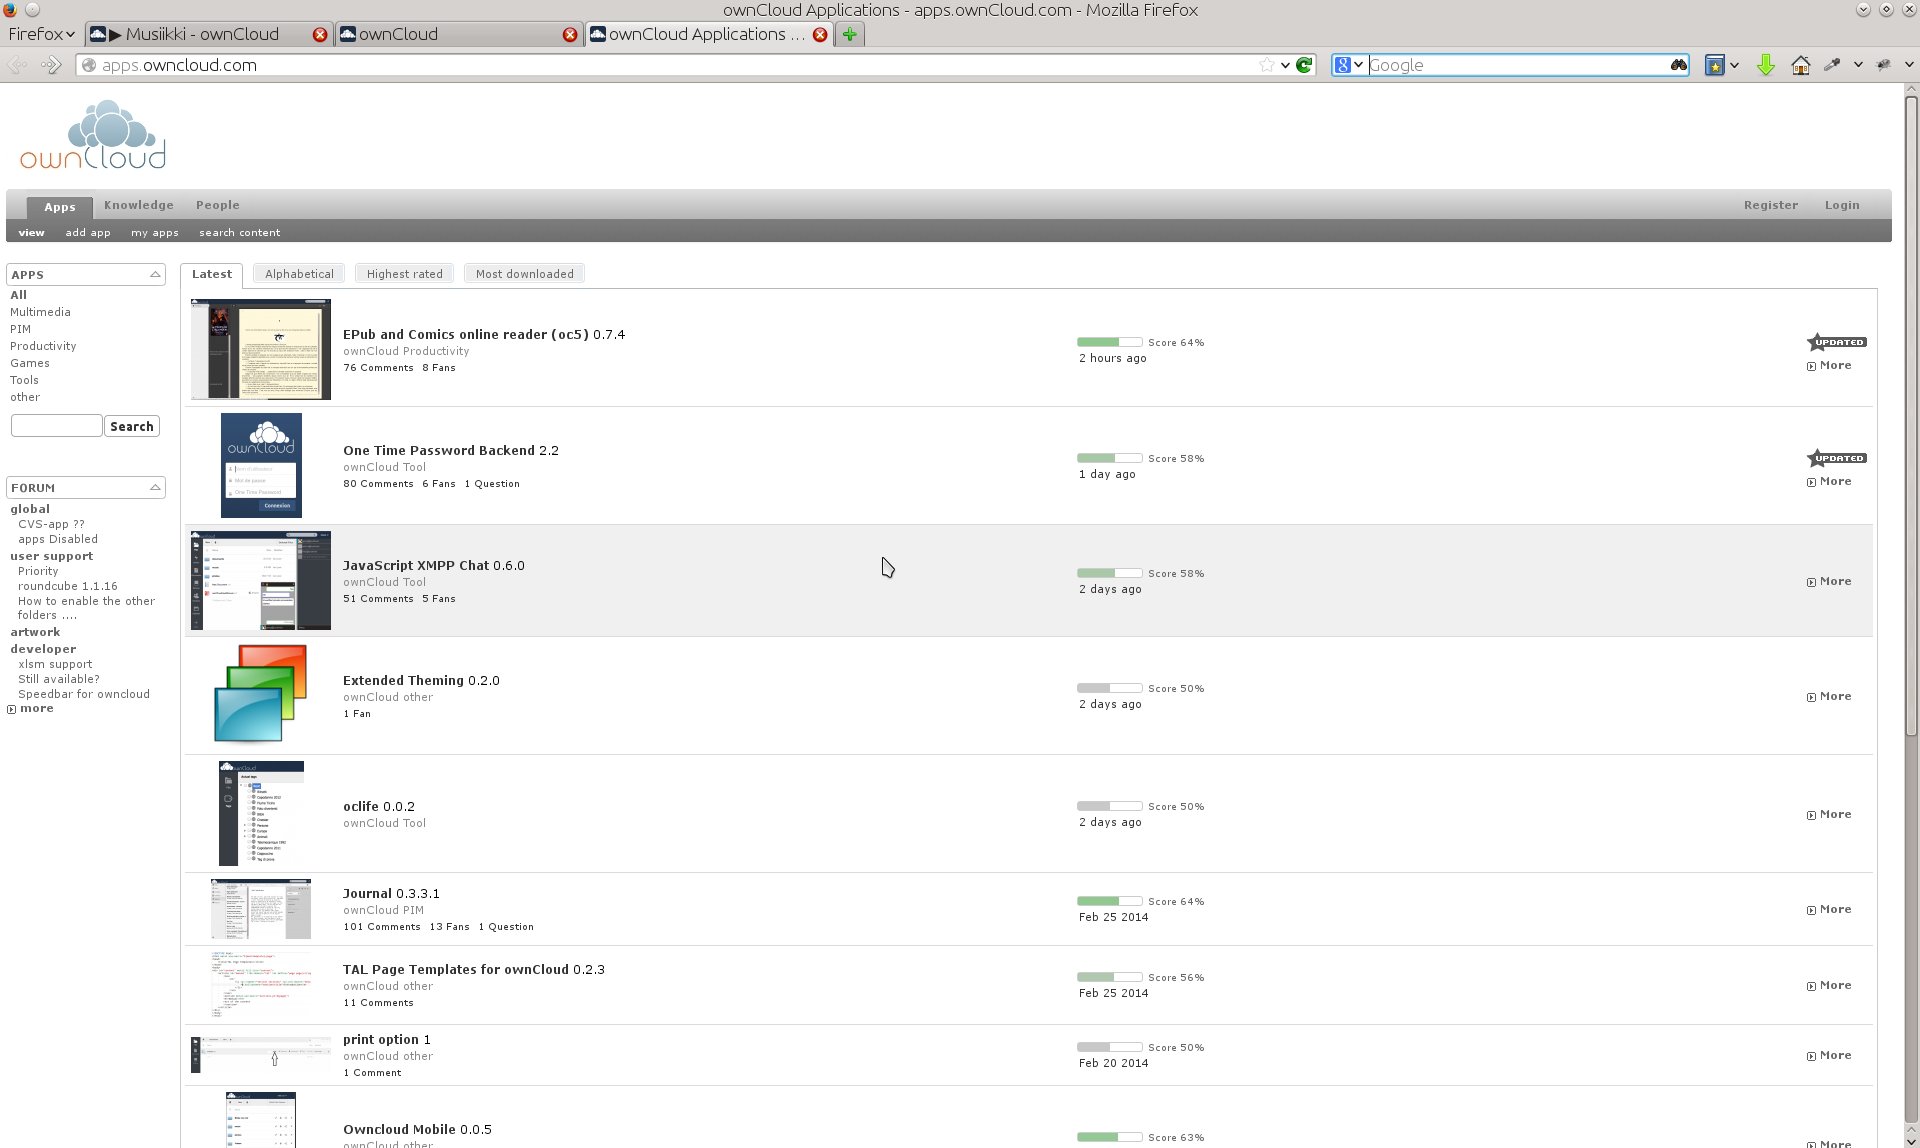 ownCloud Applications - apps.ownCloud.com - Mozilla Firefox
Firefox
▶ Musiikki - ownCloud
ownCloud
ownCloud Applications ...
apps.owncloud.com
Google
ownCloud
Apps
Knowledge
People
Register
Login
view
add app
my apps
search content
APPS
All
Multimedia
PIM
Productivity
Games
Tools
other
Search
FORUM
global
CVS-app ??
apps Disabled
user support
Priority
roundcube 1.1.16
How to enable the other
folders ....
artwork
developer
xlsm support
Still available?
Speedbar for owncloud
more
Latest
Alphabetical
Highest rated
Most downloaded
EPub and Comics online reader (oc5) 0.7.4
ownCloud Productivity
76 Comments 8 Fans
Score 64%
2 hours ago
UPDATED
More
ownCloud
Mot de passe
One Time Password
Connexion
One Time Password Backend 2.2
ownCloud Tool
80 Comments 6 Fans 1 Question
Score 58%
1 day ago
UPDATED
More
JavaScript XMPP Chat 0.6.0
ownCloud Tool
51 Comments 5 Fans
Score 58%
2 days ago
More
Extended Theming 0.2.0
ownCloud other
1 Fan
Score 50%
2 days ago
More
oclife 0.0.2
ownCloud Tool
Score 50%
2 days ago
More
Journal 0.3.3.1
ownCloud PIM
101 Comments 13 Fans 1 Question
Score 64%
Feb 25 2014
More
TAL Page Templates for ownCloud 0.2.3
ownCloud other
11 Comments
Score 56%
Feb 25 2014
More
print option 1
ownCloud other
1 Comment
Score 50%
Feb 20 2014
More
Owncloud Mobile 0.0.5
ownCloud other
Score 63%
More